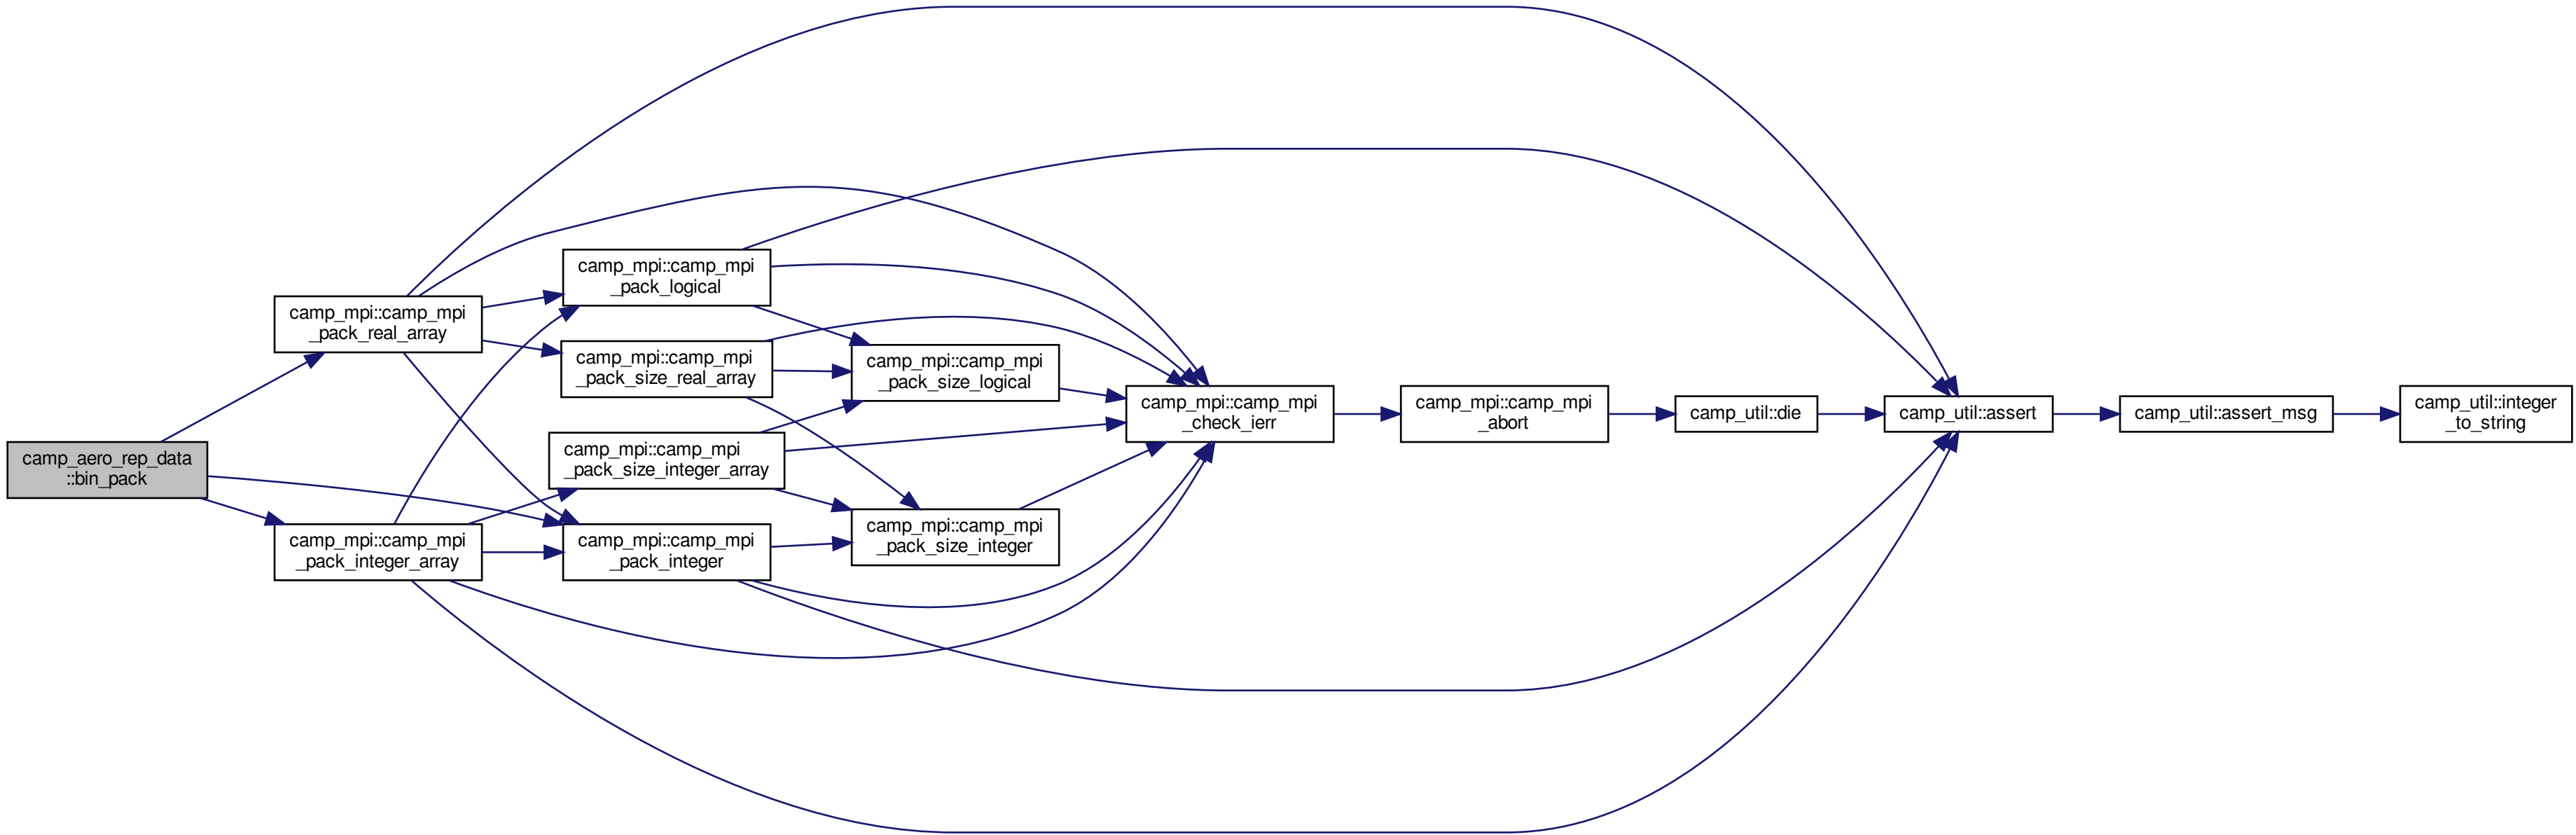 camp_aero_rep_data
::bin_pack
camp_mpi::camp_mpi
_pack_real_array
camp_mpi::camp_mpi
_pack_integer_array
camp_mpi::camp_mpi
_pack_logical
camp_mpi::camp_mpi
_pack_size_real_array
camp_mpi::camp_mpi
_pack_size_integer_array
camp_mpi::camp_mpi
_pack_integer
camp_mpi::camp_mpi
_pack_size_logical
camp_mpi::camp_mpi
_pack_size_integer
camp_mpi::camp_mpi
_check_ierr
camp_mpi::camp_mpi
_abort
camp_util::die
camp_util::assert
camp_util::assert_msg
camp_util::integer
_to_string